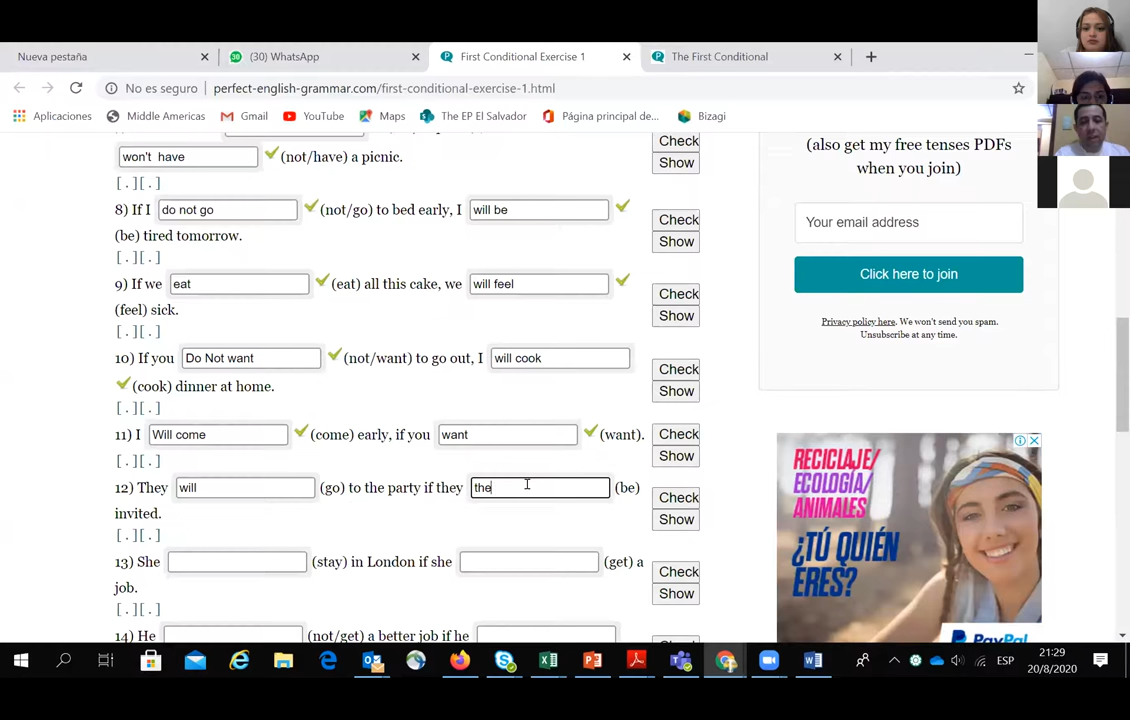 Nueva pestaña
(30) WhatsApp
First Conditional Exercise 1
The First Conditional
No es seguro
perfect-english-grammar.com/first-conditional-exercise-1.html
Aplicaciones
Middle Americas
Gmail
YouTube
Maps
The EP El Salvador
Página principal de...
Bizagi
won't have (not/have) a picnic.
Check
Show
[ . ][ . ]
8) If I do not go (not/go) to bed early, I will be
(be) tired tomorrow.
Check
Show
[ . ][ . ]
9) If we eat (eat) all this cake, we will feel
(feel) sick.
Check
Show
[ . ][ . ]
10) If you Do Not want (not/want) to go out, I will cook
(cook) dinner at home.
Check
Show
[ . ][ . ]
11) I Will come (come) early, if you want (want).
Check
Show
[ . ][ . ]
12) They will (go) to the party if they the (be)
invited.
Check
Show
[ . ][ . ]
13) She (stay) in London if she (get) a
job.
Check
Show
[ . ][ . ]
14) He (not/get) a better job if he
(also get my free tenses PDFs
when you join)
Your email address
Click here to join
Privacy policy here. We won't send you spam.
Unsubscribe at any time.
RECICLAJE/
ECOLOGÍA/
ANIMALES
¿TÚ QUIÉN
ERES?
PayPal
ESP
21:29
20/8/2020